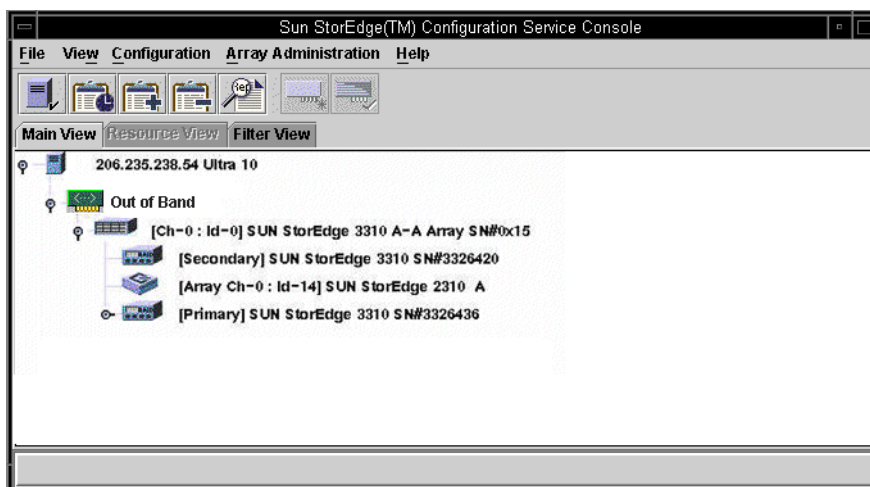 Sun StorEdge(TM) Configuration Service Console
File View Configuration Array Administration Help
Rep
Main View Resource View Filter View
206.235.238.54 Ultra 10
Out of Band
[Ch-0 : Id-0] SUN StorEdge 3310 A-A Array SN#0x15
[Secondary] SUN StorEdge 3310 SN#3326420
[Array Ch-0 : Id-14] SUN StorEdge 2310 A
[Primary] SUN StorEdge 3310 SN#3326436